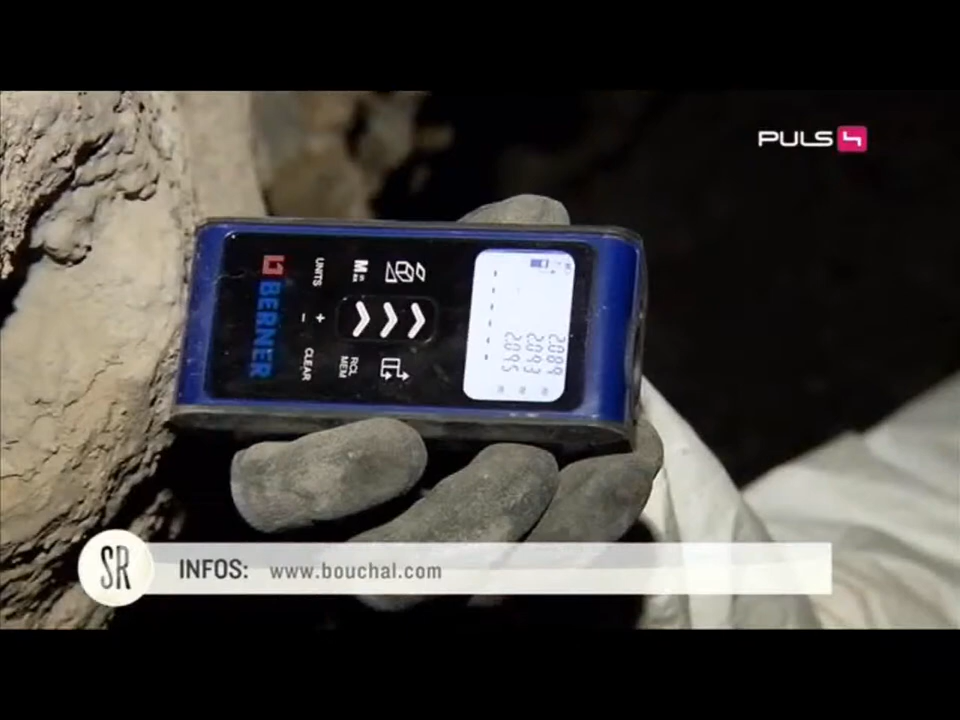 PULS 4
BERNER
UNITS
+
-
CLEAR
RCL
MEM
2.089
2.093
2.095
SR
INFOS: www.bouchal.com